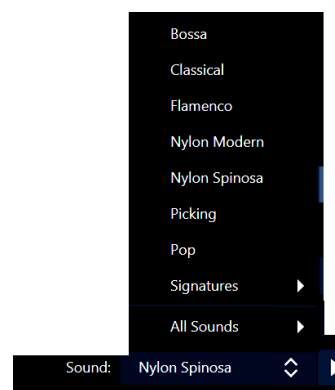 Bossa
Classical
Flamenco
Nylon Modern
Nylon Spinosa
Picking
Pop
Signatures
All Sounds
Sound: Nylon Spinosa